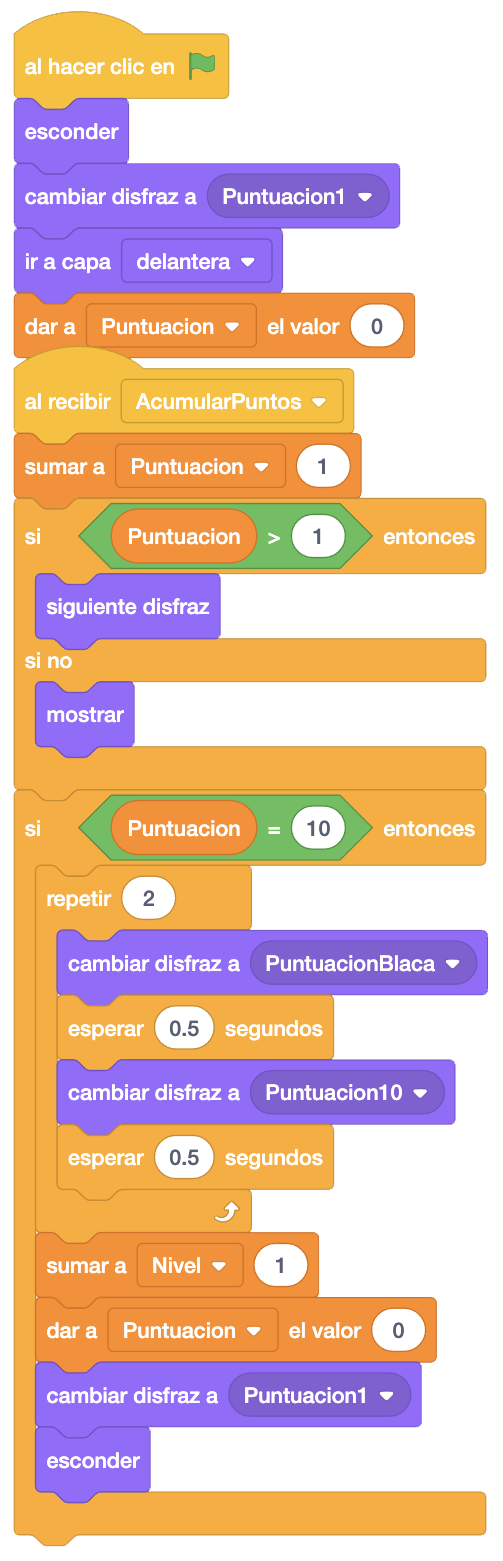 al hacer clic en
esconder
cambiar disfraz a Puntuacion1
ir a capa delantera
dar a Puntuacion el valor 0
al recibir AcumularPuntos
sumar a Puntuacion 1
si Puntuacion > 1 entonces
siguiente disfraz
si no
mostrar
si Puntuacion = 10 entonces
repetir 2
cambiar disfraz a PuntuacionBlaca
esperar 0.5 segundos
cambiar disfraz a Puntuacion10
esperar 0.5 segundos
sumar a Nivel 1
dar a Puntuacion el valor 0
cambiar disfraz a Puntuacion1
esconder